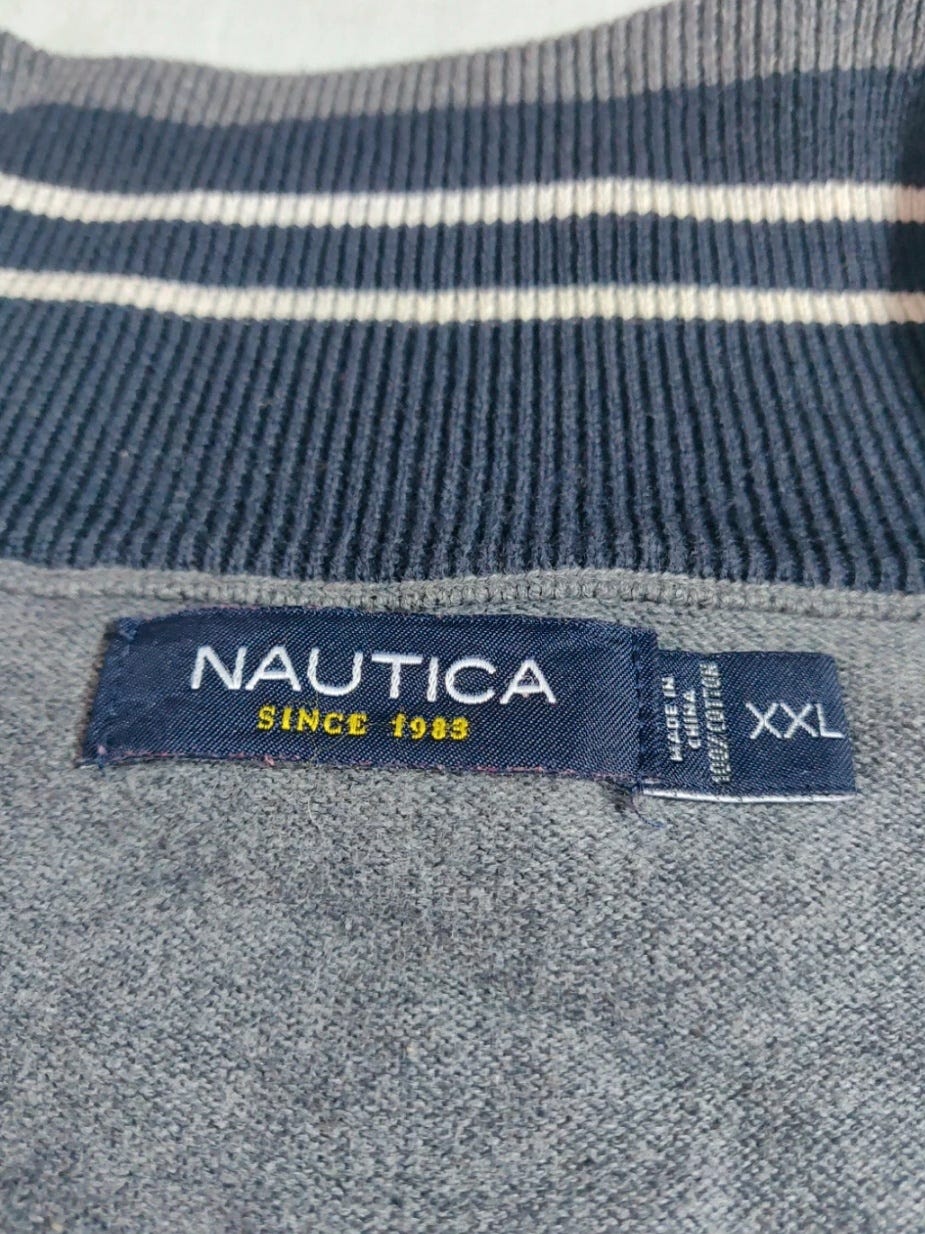 NAUTICA
SINCE 1983
XXL
MADE IN
CHINA
100% COTTON